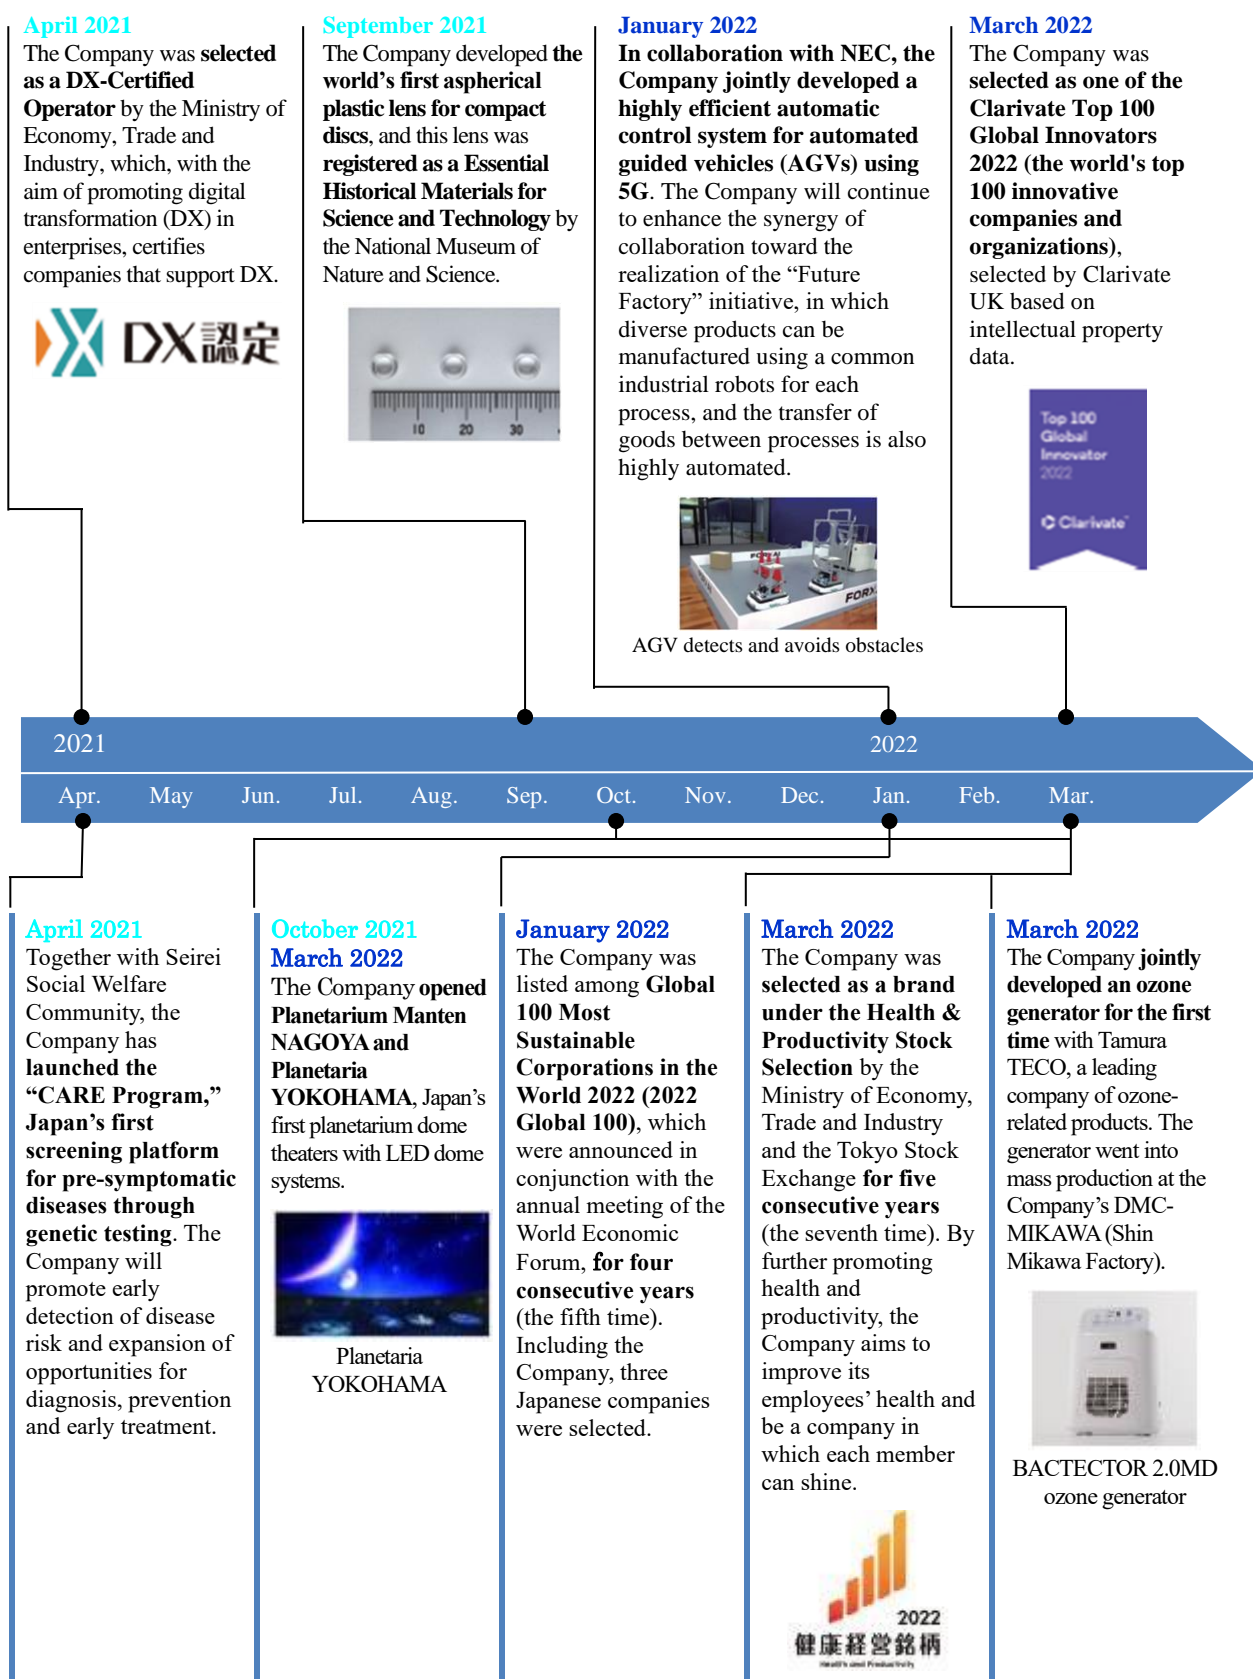 April 2021
The Company was selected
as a DX-Certified
Operator by the Ministry of
Economy, Trade and
Industry, which, with the
aim of promoting digital
transformation (DX) in
enterprises, certifies
companies that support DX.
DX認定
September 2021
The Company developed the
world's first aspherical
plastic lens for compact
discs, and this lens was
registered as a Essential
Historical Materials for
Science and Technology by
the National Museum of
Nature and Science.
10 20 30
January 2022
In collaboration with NEC, the
Company jointly developed a
highly efficient automatic
control system for automated
guided vehicles (AGVs) using
5G. The Company will continue
to enhance the synergy of
collaboration toward the
realization of the “Future
Factory” initiative, in which
diverse products can be
manufactured using a common
industrial robots for each
process, and the transfer of
goods between processes is also
highly automated.
FORXAI
FORX
AGV detects and avoids obstacles
March 2022
The Company was
selected as one of the
Clarivate Top 100
Global Innovators
2022 (the world's top
100 innovative
companies and
organizations),
selected by Clarivate
UK based on
intellectual property
data.
Top 100
Global
Innovator
2022
Clarivate™
2021 2022
Apr. May Jun. Jul. Aug. Sep. Oct. Nov. Dec. Jan. Feb. Mar.
April 2021
Together with Seirei
Social Welfare
Community, the
Company has
launched the
“CARE Program,”
Japan's first
screening platform
for pre-symptomatic
diseases through
genetic testing. The
Company will
promote early
detection of disease
risk and expansion of
opportunities for
diagnosis, prevention
and early treatment.
October 2021
March 2022
The Company opened
Planetarium Manten
NAGOYA and
Planetaria
YOKOHAMA, Japan's
first planetarium dome
theaters with LED dome
systems.
Planetaria
YOKOHAMA
January 2022
The Company was
listed among Global
100 Most
Sustainable
Corporations in the
World 2022 (2022
Global 100), which
were announced in
conjunction with the
annual meeting of the
World Economic
Forum, for four
consecutive years
(the fifth time).
Including the
Company, three
Japanese companies
were selected.
March 2022
The Company was
selected as a brand
under the Health &
Productivity Stock
Selection by the
Ministry of Economy,
Trade and Industry
and the Tokyo Stock
Exchange for five
consecutive years
(the seventh time). By
further promoting
health and
productivity, the
Company aims to
improve its
employees' health and
be a company in
which each member
can shine.
2022
健康経営銘柄
Health and Productivity
March 2022
The Company jointly
developed an ozone
generator for the first
time with Tamura
TECO, a leading
company of ozone-
related products. The
generator went into
mass production at the
Company's DMC-
MIKAWA (Shin
Mikawa Factory).
BACTECTOR 2.0MD
ozone generator